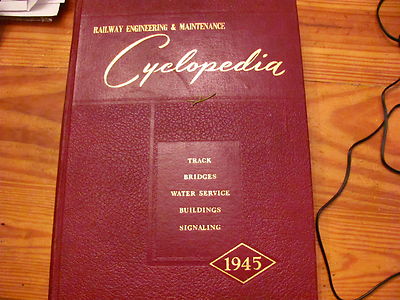 RAILWAY ENGINEERING & MAINTENANCE
Cyclopedia
TRACK
BRIDGES
WATER SERVICE
BUILDINGS
SIGNALING
1945